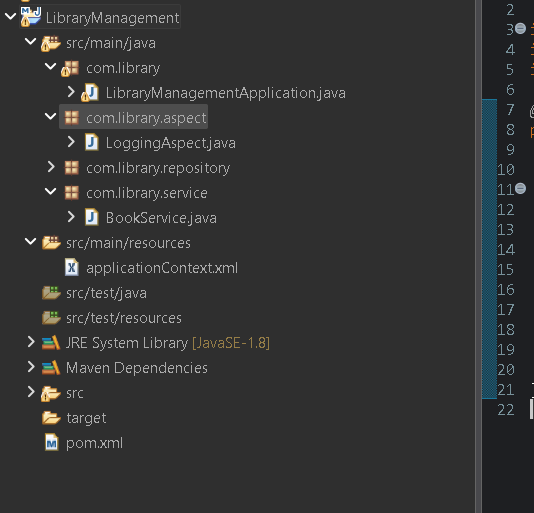 LibraryManagement
src/main/java
com.library
LibraryManagementApplication.java
com.library.aspect
LoggingAspect.java
com.library.repository
com.library.service
BookService.java
src/main/resources
applicationContext.xml
src/test/java
src/test/resources
JRE System Library [JavaSE-1.8]
Maven Dependencies
src
target
pom.xml
2
3
4
5
6
7
8
9
10
11
12
13
14
15
16
17
18
19
20
21
22